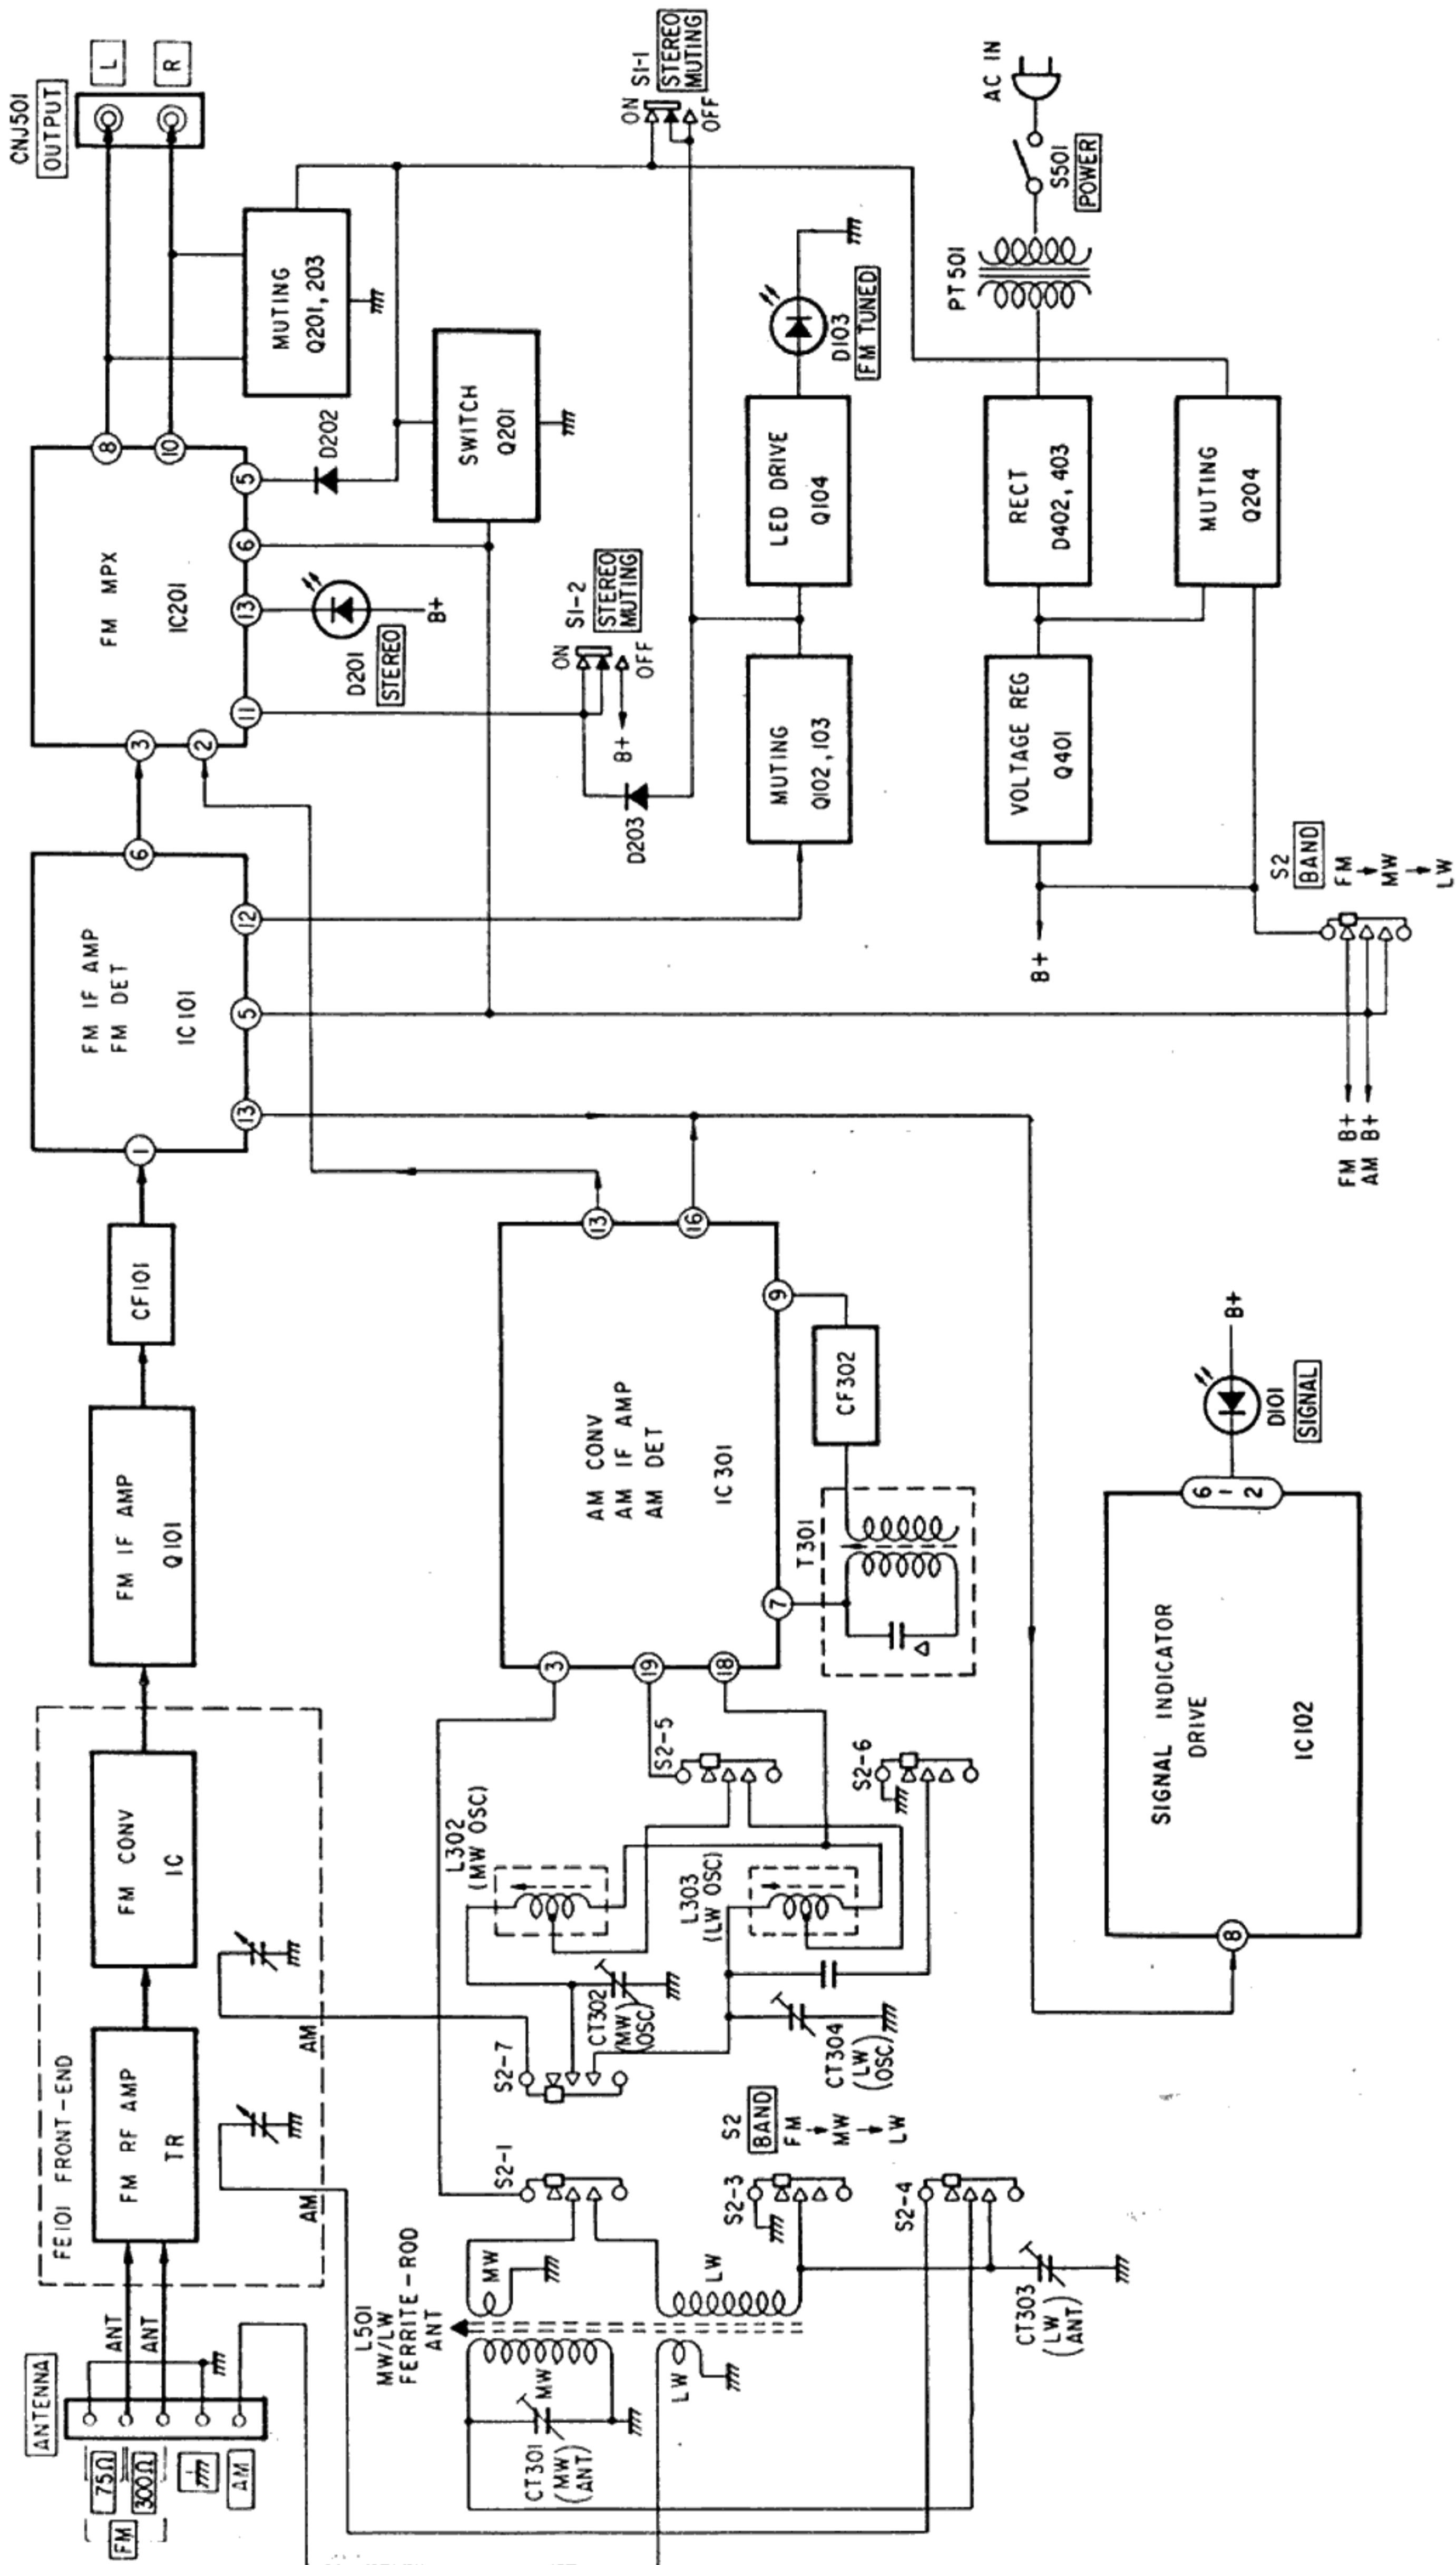 ANTENNA
FM
75Ω
300Ω
AM
ANT
ANT
FE101 FRONT-END
FM RF AMP
TR
FM CONV
IC
AM
AM
FM IF AMP
Q101
CF101
1
FM IF AMP
FM DET
IC101
6
13
5
12
3
2
FM MPX
IC201
8
10
11
13
6
5
CNJ501
OUTPUT
L
R
MUTING
Q201, 203
D202
SWITCH
Q201
D201
STEREO
B+
S1-2
STEREO
MUTING
ON
OFF
B+
D203
S1-1
STEREO
MUTING
ON
OFF
L501
MW/LW
FERRITE-ROD
ANT
MW
MW
LW
LW
CT301
(MW
ANT)
CT303
(LW
ANT)
S2-1
S2-3
S2-4
S2
BAND
FM
MW
LW
S2-7
CT302
(MW
OSC)
CT304
(LW
OSC)
L302
(MW OSC)
L303
(LW OSC)
S2-5
S2-6
3
19
18
AM CONV
AM IF AMP
AM DET
IC301
13
16
7
9
T301
CF302
MUTING
Q102, 103
LED DRIVE
Q104
D103
FM TUNED
B+
VOLTAGE REG
Q401
RECT
D402, 403
PT501
S501
POWER
AC IN
MUTING
Q204
S2
BAND
FM
MW
LW
FM B+
AM B+
8
SIGNAL INDICATOR
DRIVE
IC102
6
1
2
D101
SIGNAL
B+